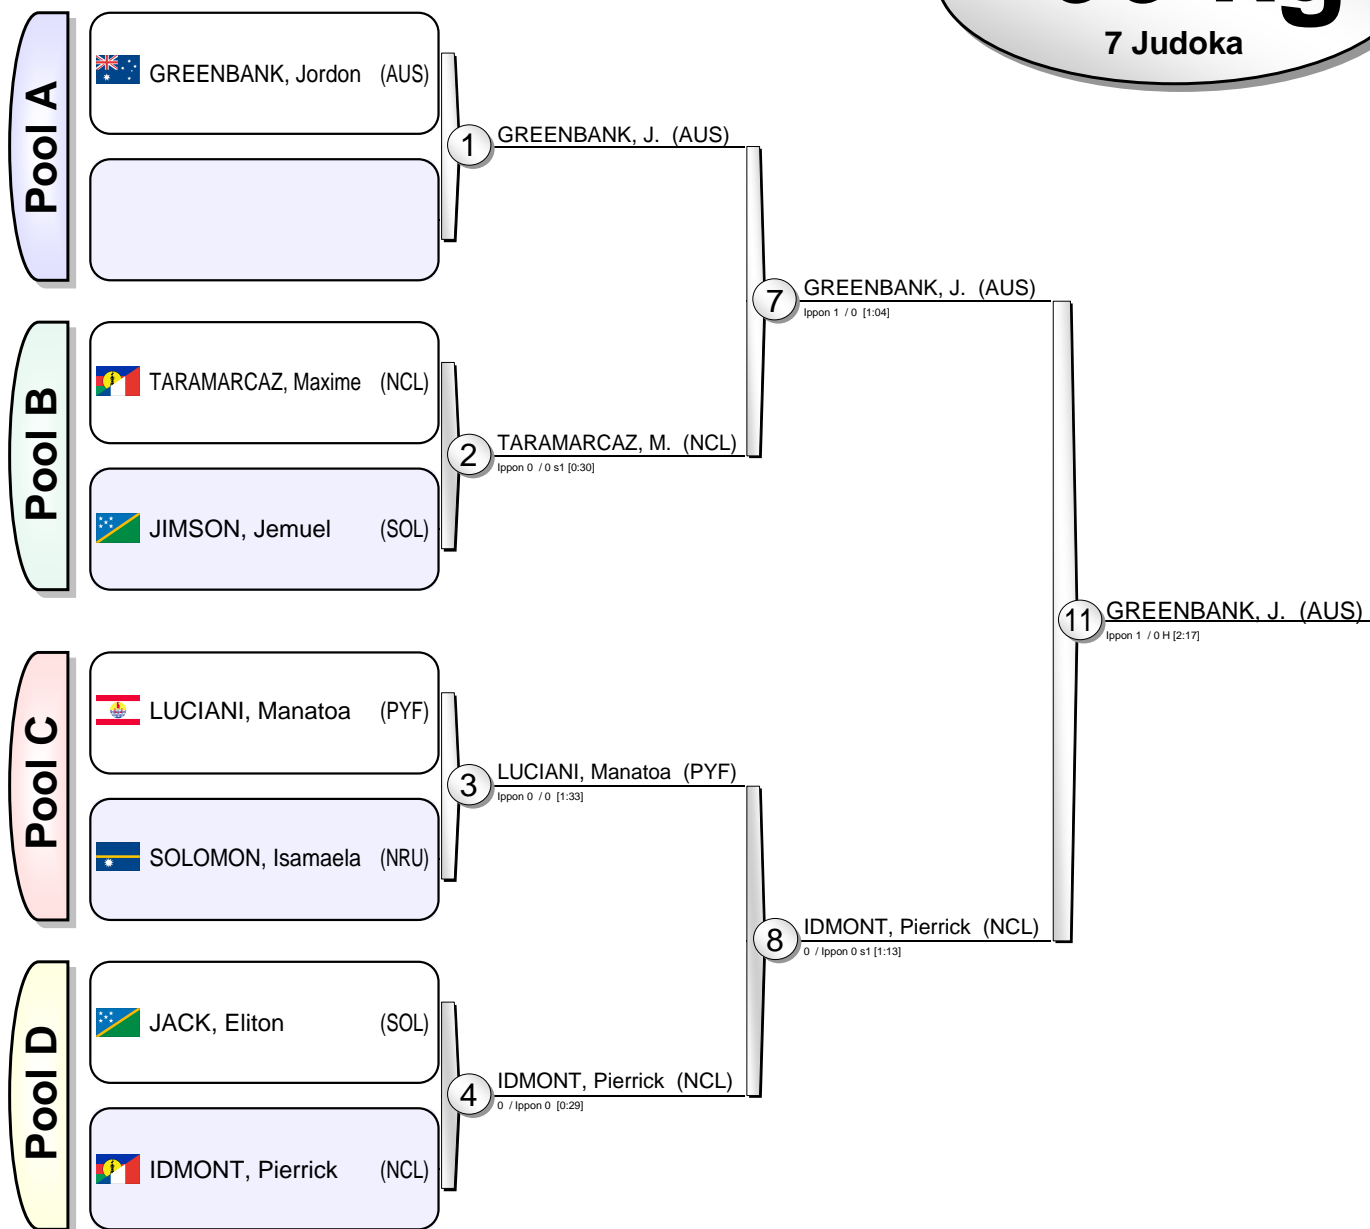 7 Judoka
Pool A
GREENBANK, Jordon (AUS)
1
GREENBANK, J. (AUS)
Pool B
TARAMARCAZ, Maxime (NCL)
JIMSON, Jemuel (SOL)
2
TARAMARCAZ, M. (NCL)
Ippon 0 / 0 s1 [0:30]
7
GREENBANK, J. (AUS)
Ippon 1 / 0 [1:04]
Pool C
LUCIANI, Manatoa (PYF)
SOLOMON, Isamaela (NRU)
3
LUCIANI, Manatoa (PYF)
Ippon 0 / 0 [1:33]
Pool D
JACK, Eliton (SOL)
IDMONT, Pierrick (NCL)
4
IDMONT, Pierrick (NCL)
0 / Ippon 0 [0:29]
8
IDMONT, Pierrick (NCL)
0 / Ippon 0 s1 [1:13]
11
GREENBANK, J. (AUS)
Ippon 1 / 0 H [2:17]